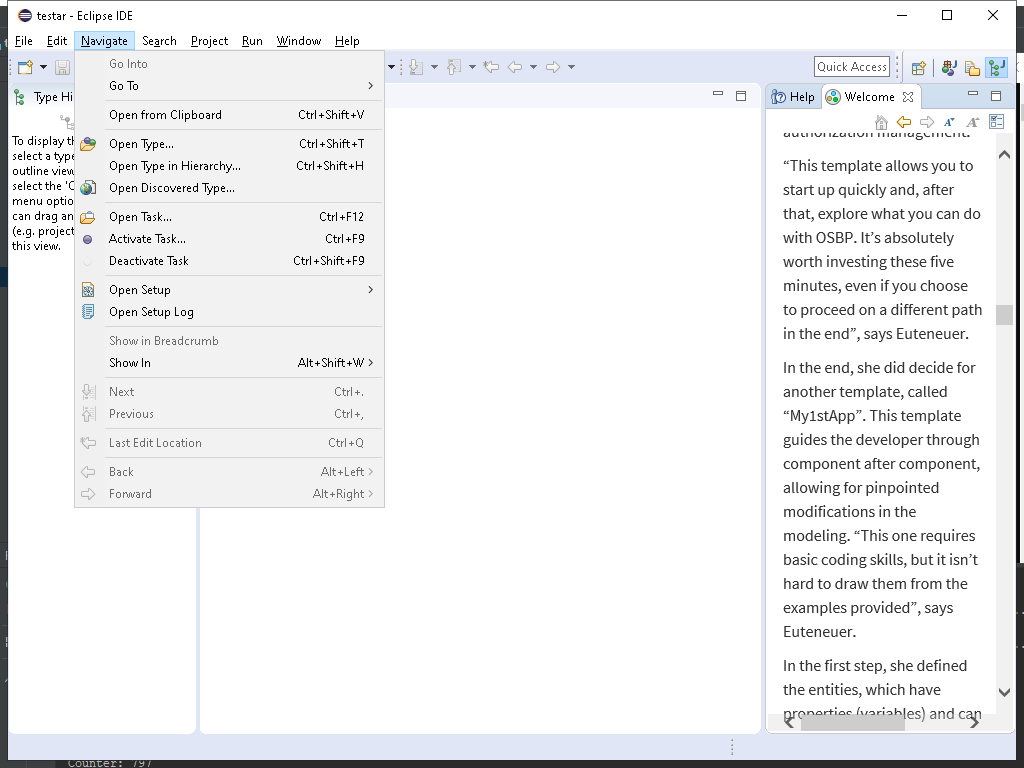 testar - Eclipse IDE
File Edit Navigate Search Project Run Window Help
Quick Access
Go Into
Go To
Open from Clipboard Ctrl+Shift+V
Open Type... Ctrl+Shift+T
Open Type in Hierarchy... Ctrl+Shift+H
Open Discovered Type...
Open Task... Ctrl+F12
Activate Task... Ctrl+F9
Deactivate Task Ctrl+Shift+F9
Open Setup
Open Setup Log
Show in Breadcrumb
Show In Alt+Shift+W
Next Ctrl+.
Previous Ctrl+,
Last Edit Location Ctrl+Q
Back Alt+Left
Forward Alt+Right
Type Hi
To display th
select a type
outline view
select the 'O
menu optio
can drag an
(e.g. project
this view.
Help Welcome
authorization management.
“This template allows you to
start up quickly and, after
that, explore what you can do
with OSBP. It’s absolutely
worth investing these five
minutes, even if you choose
to proceed on a different path
in the end”, says Euteneuer.
In the end, she did decide for
another template, called
“My1stApp”. This template
guides the developer through
component after component,
allowing for pinpointed
modifications in the
modeling. “This one requires
basic coding skills, but it isn’t
hard to draw them from the
examples provided”, says
Euteneuer.
In the first step, she defined
the entities, which have
properties (variables) and can
Counter: 797